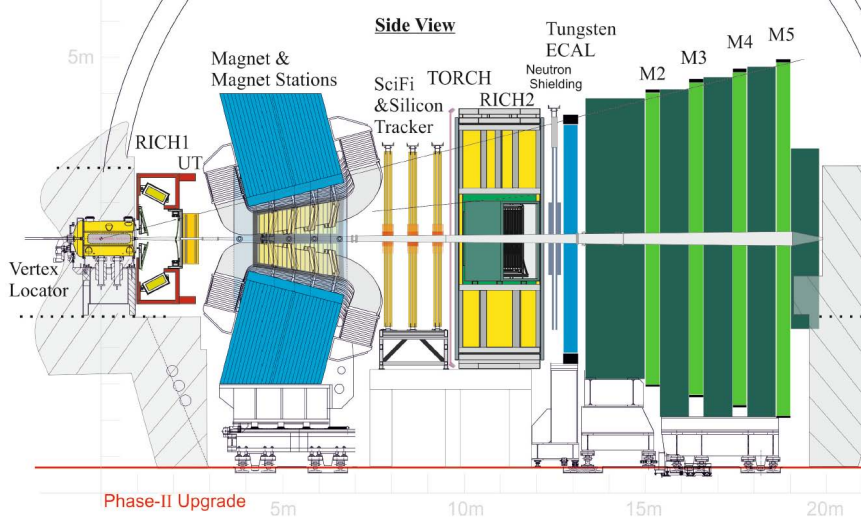 Side View
5m
Magnet &
Magnet Stations
SciFi
&Silicon
Tracker
TORCH
RICH2
Tungsten
ECAL
Neutron
Shielding
M2
M3
M4
M5
RICH1
UT
Vertex
Locator
Phase-II Upgrade
5m
10m
15m
20m